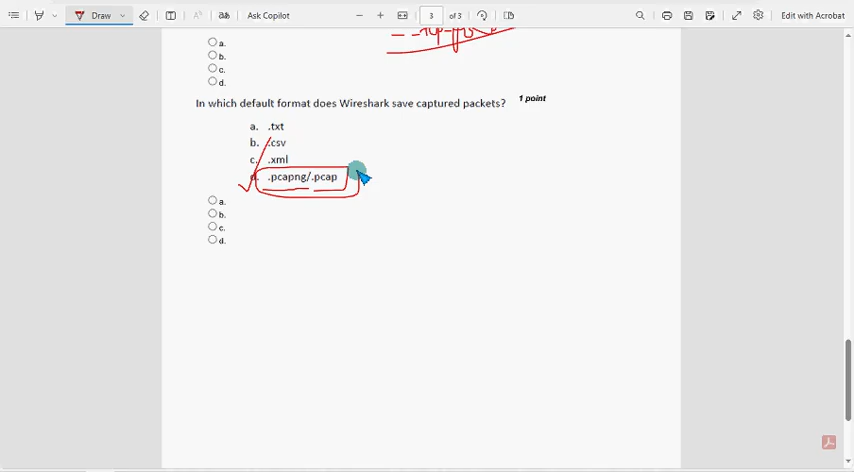 Draw
Ask Copilot
3 of 3
Edit with Acrobat
a.
b.
c.
d.
In which default format does Wireshark save captured packets? 1 point
a. .txt
b. .csv
c. .xml
d. .pcapng/.pcap
a.
b.
c.
d.